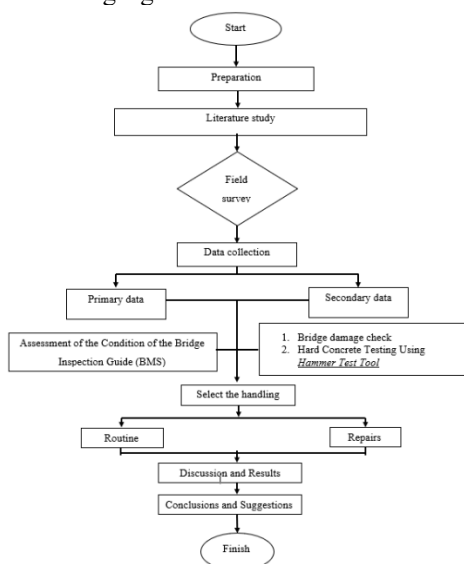 Start
Preparation
Literature study
Field
survey
Data collection
Primary data
Secondary data
Assessment of the Condition of the Bridge
Inspection Guide (BMS)
1. Bridge damage check
2. Hard Concrete Testing Using
Hammer Test Tool
Select the handling
Routine
Repairs
Discussion and Results
Conclusions and Suggestions
Finish